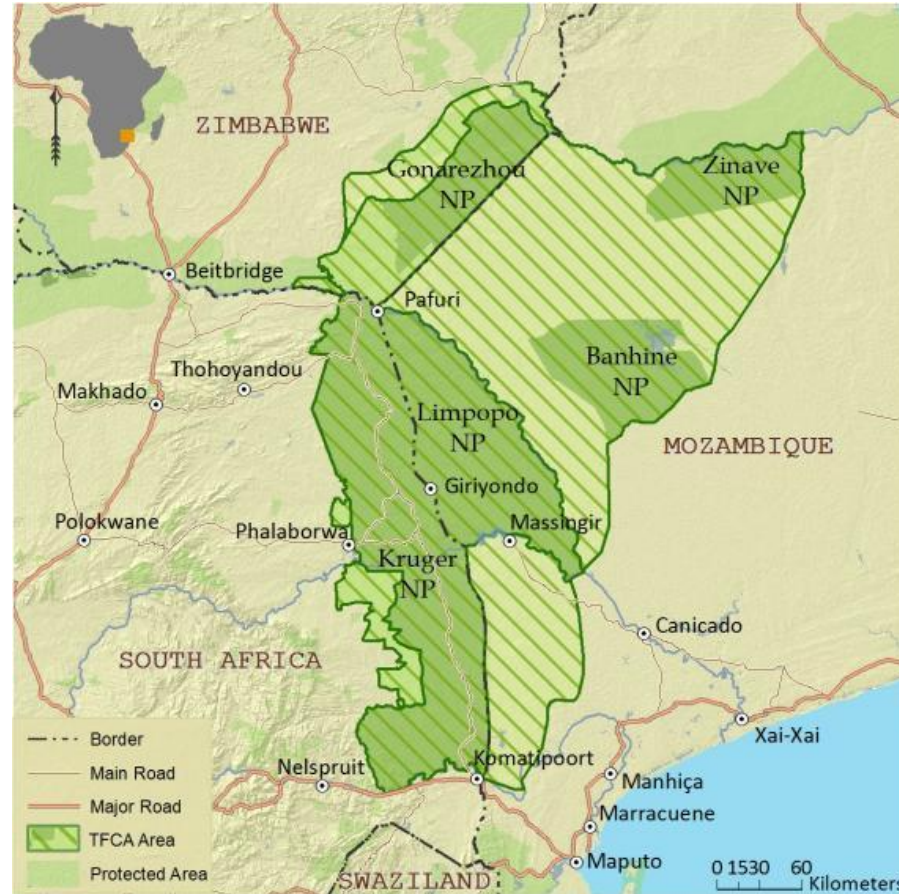 ZIMBABWE
Gonarezhou
NP
Zinave
NP
Beitbridge
Pafuri
Banhine
NP
Thohoyandou
Makhado
Limpopo
NP
MOZAMBIQUE
Giriyondo
Polokwane
Phalaborwa
Massingir
Kruger
NP
Canicado
SOUTH AFRICA
Xai-Xai
Border
Main Road
Major Road
TFCA Area
Protected Area
Nelspruit
Komatipoort
Manhiça
Marracuene
Maputo
SWAZILAND
0 1530 60
Kilometers